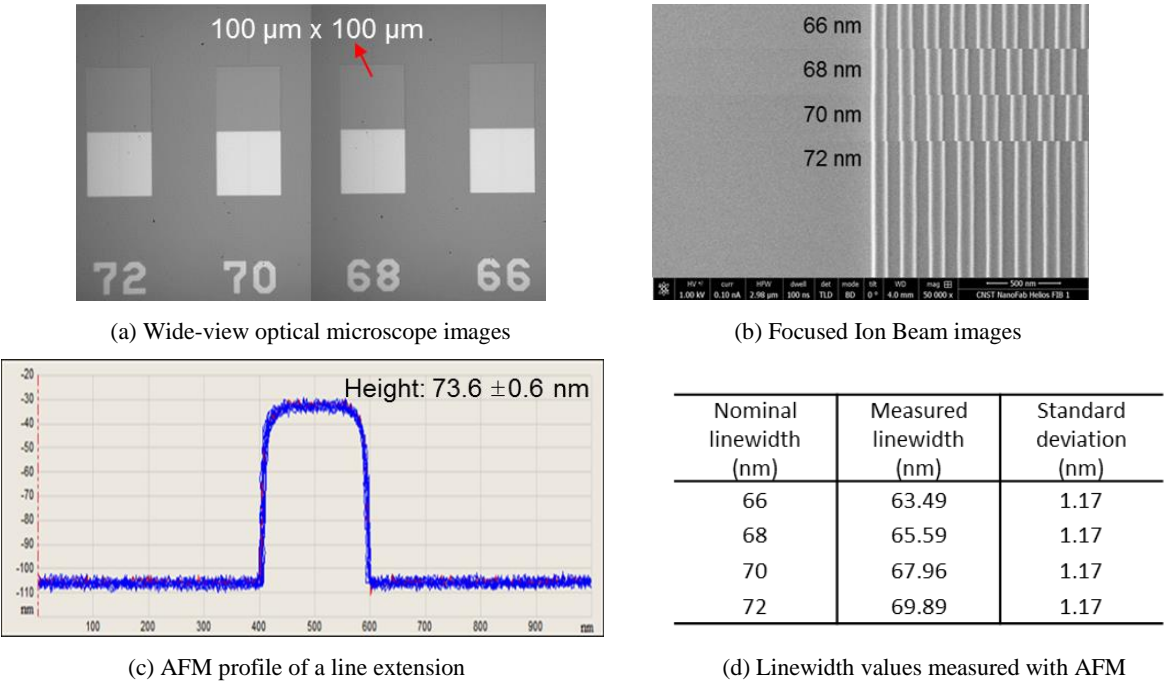 100 µm x 100 µm
72 70 68 66
66 nm
68 nm
70 nm
72 nm
HV curr HFW dwell det mode tilt WD mag 500 nm
1.00 kV 0.10 nA 2.98 µm 100 ns TLD BD 0 ° 4.0 mm 50 000 x CNST NanoFab Helios FIB 1
(a) Wide-view optical microscope images
(b) Focused Ion Beam images
Height: 73.6 ±0.6 nm
-20
-30
-40
-50
-60
-70
-80
-90
-100
-110
nm
100 200 300 400 500 600 700 800 900 nm
(c) AFM profile of a line extension
Nominal linewidth (nm) Measured linewidth (nm) Standard deviation (nm)
66 63.49 1.17
68 65.59 1.17
70 67.96 1.17
72 69.89 1.17
(d) Linewidth values measured with AFM